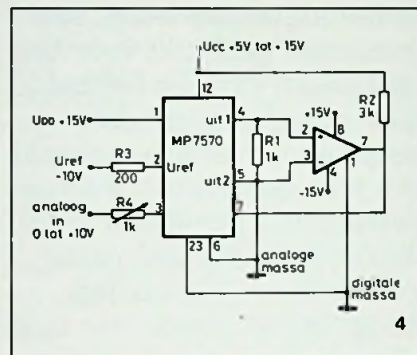 Ucc +5V tot +15V
12
UDD +15V
1
4
uit 1
2
+15V
8
R2
3k
MP7570
R1
1k
7
Uref
-10V
R3
200
2
Uref
uit 2
5
3
1
4
-15V
analoog
in
0 tot +10V
R4
1k
3
7
23
6
analoge
massa
digitale
massa
4